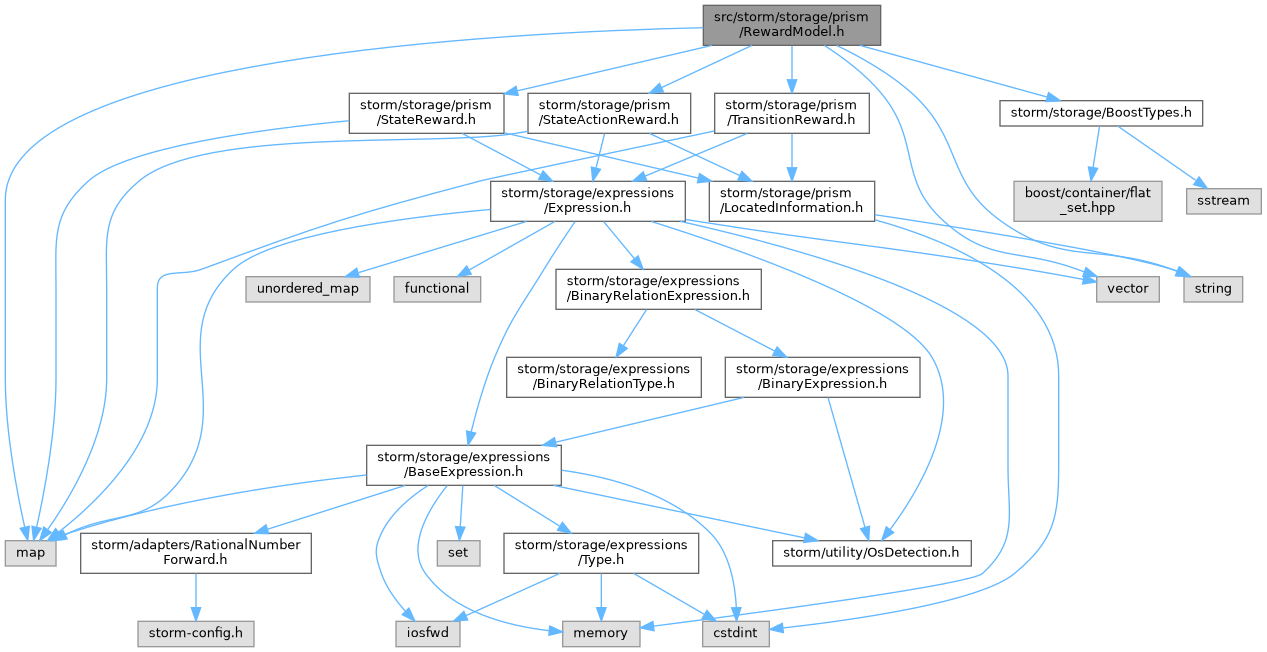 src/storm/storage/prism
/RewardModel.h
storm/storage/prism
/StateReward.h
storm/storage/prism
/StateActionReward.h
storm/storage/prism
/TransitionReward.h
storm/storage/BoostTypes.h
storm/storage/expressions
/Expression.h
storm/storage/prism
/LocatedInformation.h
boost/container/flat
_set.hpp
sstream
unordered_map
functional
storm/storage/expressions
/BinaryRelationExpression.h
vector
string
storm/storage/expressions
/BinaryRelationType.h
storm/storage/expressions
/BinaryExpression.h
storm/storage/expressions
/BaseExpression.h
map
storm/adapters/RationalNumber
Forward.h
set
storm/storage/expressions
/Type.h
storm/utility/OsDetection.h
storm-config.h
iosfwd
memory
cstdint